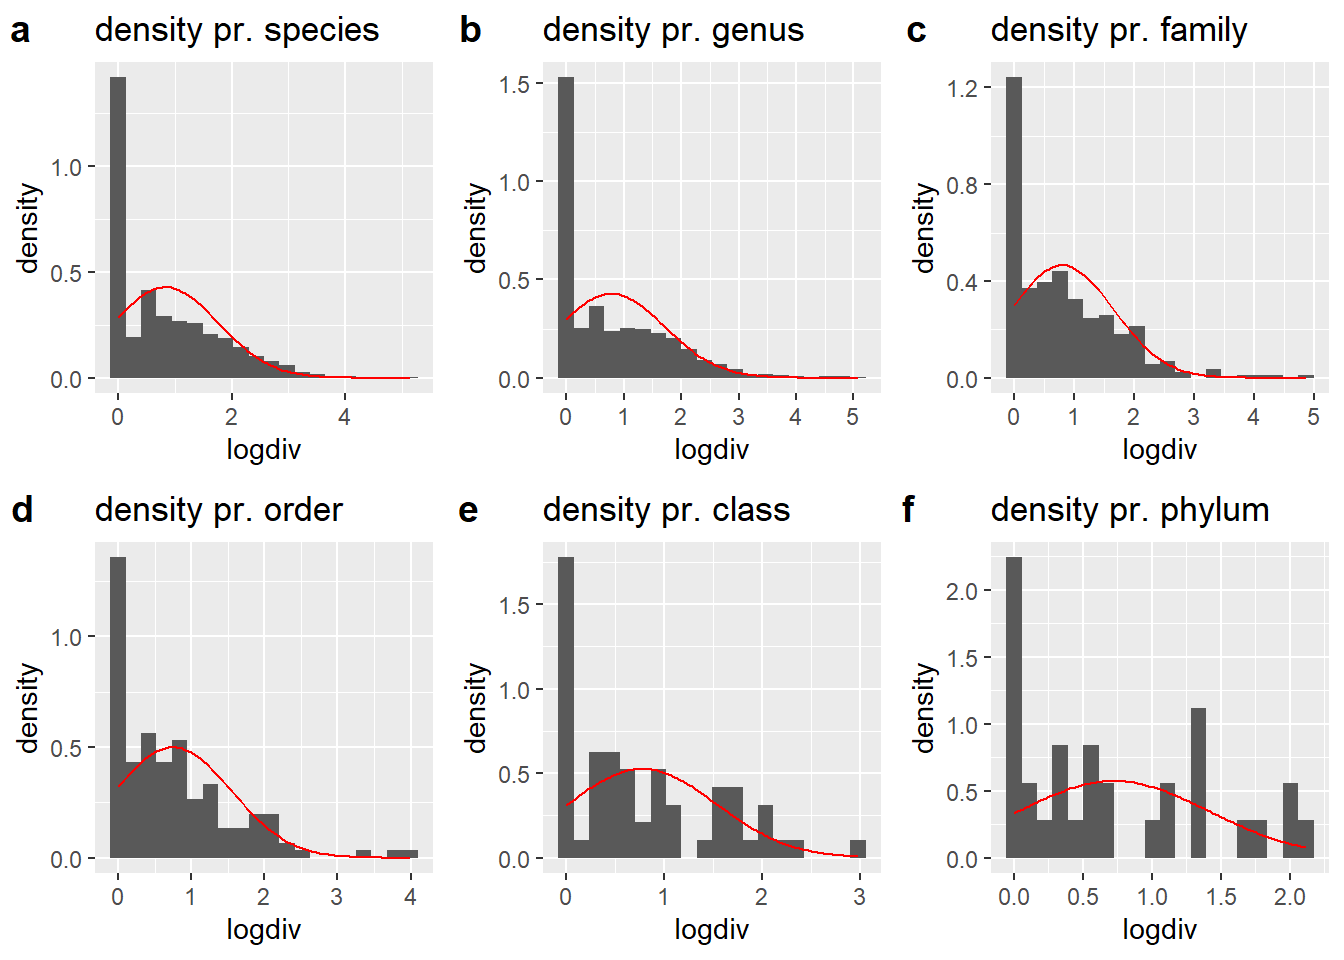 a density pr. species
density
1.0
0.5
0.0
0 2 4
logdiv
b density pr. genus
density
1.5
1.0
0.5
0.0
0 1 2 3 4 5
logdiv
c density pr. family
density
1.2
0.8
0.4
0.0
0 1 2 3 4 5
logdiv
d density pr. order
density
1.0
0.5
0.0
0 1 2 3 4
logdiv
e density pr. class
density
1.5
1.0
0.5
0.0
0 1 2 3
logdiv
f density pr. phylum
density
2.0
1.5
1.0
0.5
0.0
0.0 0.5 1.0 1.5 2.0
logdiv